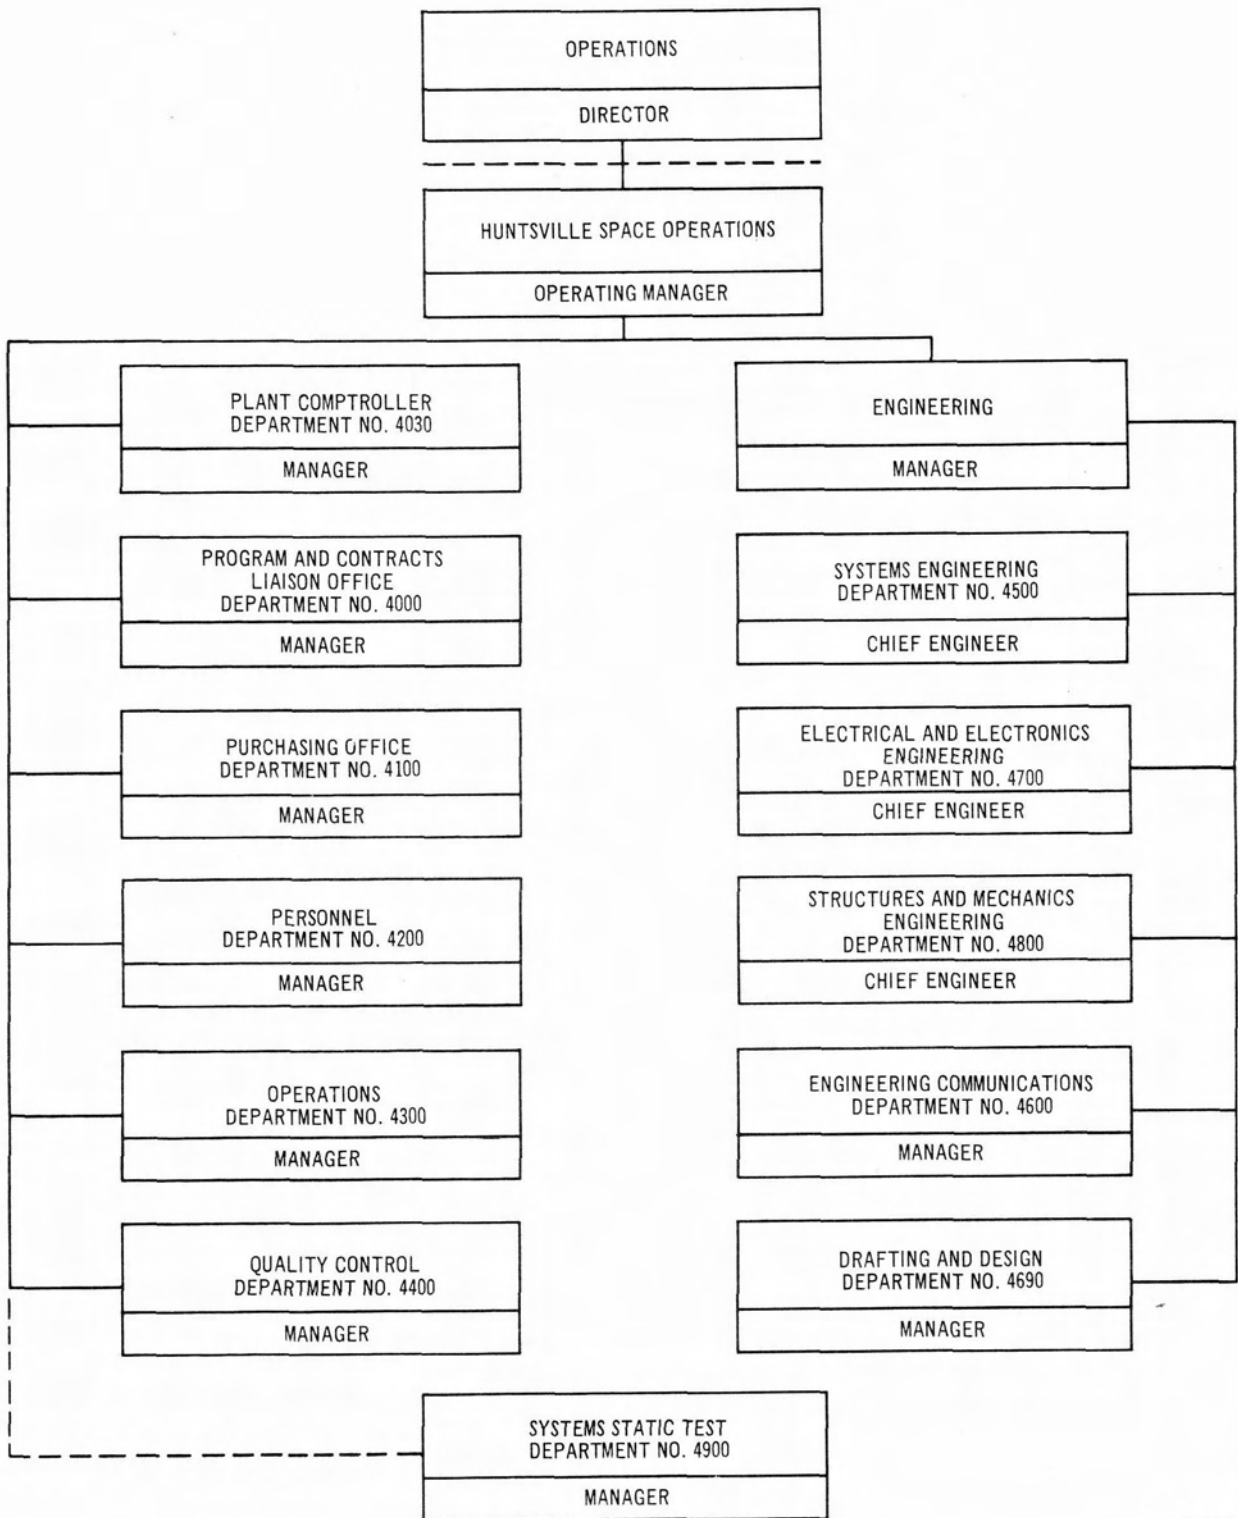 OPERATIONS
DIRECTOR
HUNTSVILLE SPACE OPERATIONS
OPERATING MANAGER
PLANT COMPTROLLER
DEPARTMENT NO. 4030
MANAGER
PROGRAM AND CONTRACTS
LIAISON OFFICE
DEPARTMENT NO. 4000
MANAGER
PURCHASING OFFICE
DEPARTMENT NO. 4100
MANAGER
PERSONNEL
DEPARTMENT NO. 4200
MANAGER
OPERATIONS
DEPARTMENT NO. 4300
MANAGER
QUALITY CONTROL
DEPARTMENT NO. 4400
MANAGER
ENGINEERING
MANAGER
SYSTEMS ENGINEERING
DEPARTMENT NO. 4500
CHIEF ENGINEER
ELECTRICAL AND ELECTRONICS
ENGINEERING
DEPARTMENT NO. 4700
CHIEF ENGINEER
STRUCTURES AND MECHANICS
ENGINEERING
DEPARTMENT NO. 4800
CHIEF ENGINEER
ENGINEERING COMMUNICATIONS
DEPARTMENT NO. 4600
MANAGER
DRAFTING AND DESIGN
DEPARTMENT NO. 4690
MANAGER
SYSTEMS STATIC TEST
DEPARTMENT NO. 4900
MANAGER